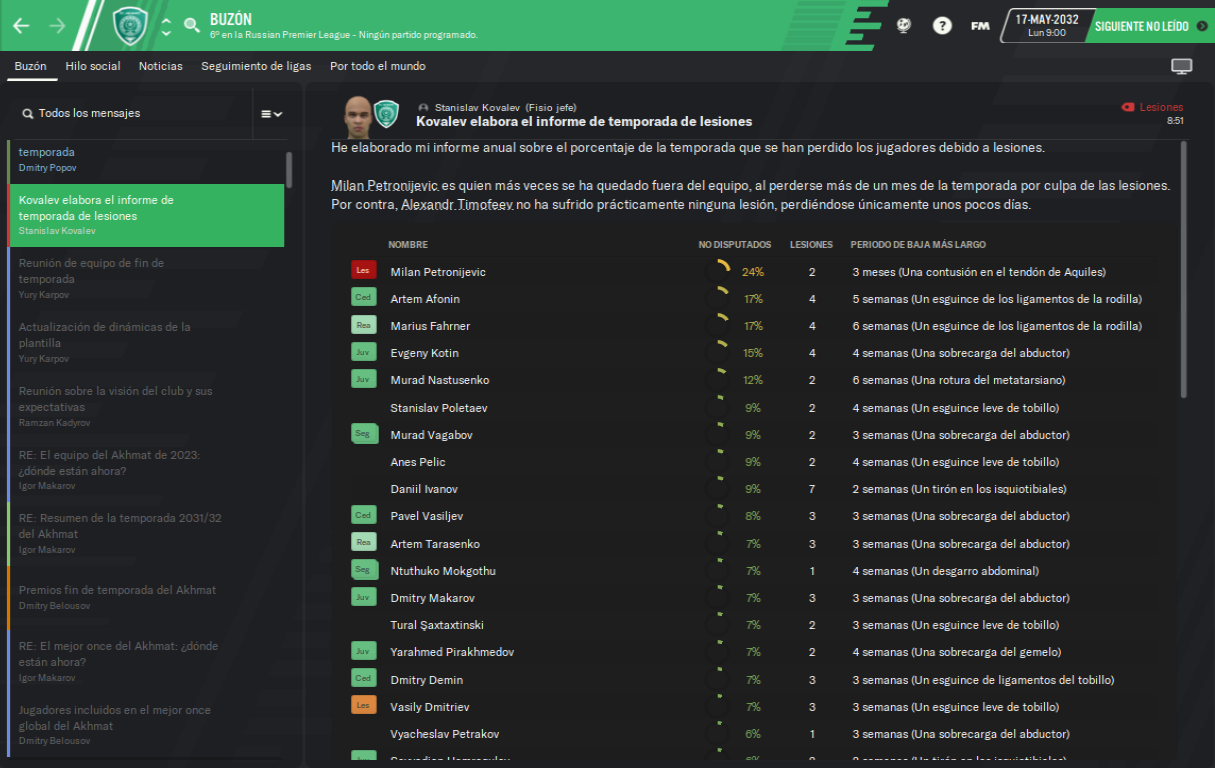 BUZÓN
6º en la Russian Premier League - Ningún partido programado.
?
FM
17-MAY-2032
Lun 9:00
SIGUIENTE NO LEÍDO
Buzón Hilo social Noticias Seguimiento de ligas Por todo el mundo
Todos los mensajes
temporada
Dmitry Popov
Kovalev elabora el informe de
temporada de lesiones
Stanislav Kovalev
Reunión de equipo de fin de
temporada
Yury Karpov
Actualización de dinámicas de la
plantilla
Yury Karpov
Reunión sobre la visión del club y sus
expectativas
Ramzan Kadyrov
RE: El equipo del Akhmat de 2023:
¿dónde están ahora?
Igor Makarov
RE: Resumen de la temporada 2031/32
del Akhmat
Igor Makarov
Premios fin de temporada del Akhmat
Dmitry Belousov
RE: El mejor once del Akhmat: ¿dónde
están ahora?
Igor Makarov
Jugadores incluidos en el mejor once
global del Akhmat
Dmitry Belousov
Stanislav Kovalev (Fisio jefe)
Kovalev elabora el informe de temporada de lesiones
Lesiones
8:51
He elaborado mi informe anual sobre el porcentaje de la temporada que se han perdido los jugadores debido a lesiones.
Milan Petronijevic es quien más veces se ha quedado fuera del equipo, al perderse más de un mes de la temporada por culpa de las lesiones.
Por contra, Alexandr Timofeev no ha sufrido prácticamente ninguna lesión, perdiéndose únicamente unos pocos días.
NOMBRE NO DISPUTADOS LESIONES PERIODO DE BAJA MÁS LARGO
Les Milan Petronijevic 24% 2 3 meses (Una contusión en el tendón de Aquiles)
Ced Artem Afonin 17% 4 5 semanas (Un esguince de los ligamentos de la rodilla)
Rea Marius Fahrner 17% 4 6 semanas (Un esguince de los ligamentos de la rodilla)
Juv Evgeny Kotin 15% 4 4 semanas (Una sobrecarga del abductor)
Juv Murad Nastusenko 12% 2 6 semanas (Una rotura del metatarsiano)
Stanislav Poletaev 9% 2 4 semanas (Un esguince leve de tobillo)
Seg Murad Vagabov 9% 2 3 semanas (Una sobrecarga del abductor)
Anes Pelic 9% 2 4 semanas (Un esguince leve de tobillo)
Daniil Ivanov 9% 7 2 semanas (Un tirón en los isquiotibiales)
Ced Pavel Vasiljev 8% 3 3 semanas (Una sobrecarga del abductor)
Rea Artem Tarasenko 7% 3 3 semanas (Una sobrecarga del abductor)
Seg Ntuthuko Mokgothu 7% 1 4 semanas (Un desgarro abdominal)
Juv Dmitry Makarov 7% 3 3 semanas (Una sobrecarga del abductor)
Tural Şaxtaxtinski 7% 2 3 semanas (Un esguince leve de tobillo)
Juv Yarahmed Pirakhmedov 7% 2 4 semanas (Una sobrecarga del gemelo)
Ced Dmitry Demin 7% 3 3 semanas (Un esguince de ligamentos del tobillo)
Les Vasily Dmitriev 7% 3 3 semanas (Un esguince leve de tobillo)
Vyacheslav Petrakov 6% 1 3 semanas (Un esguince leve de tobillo)